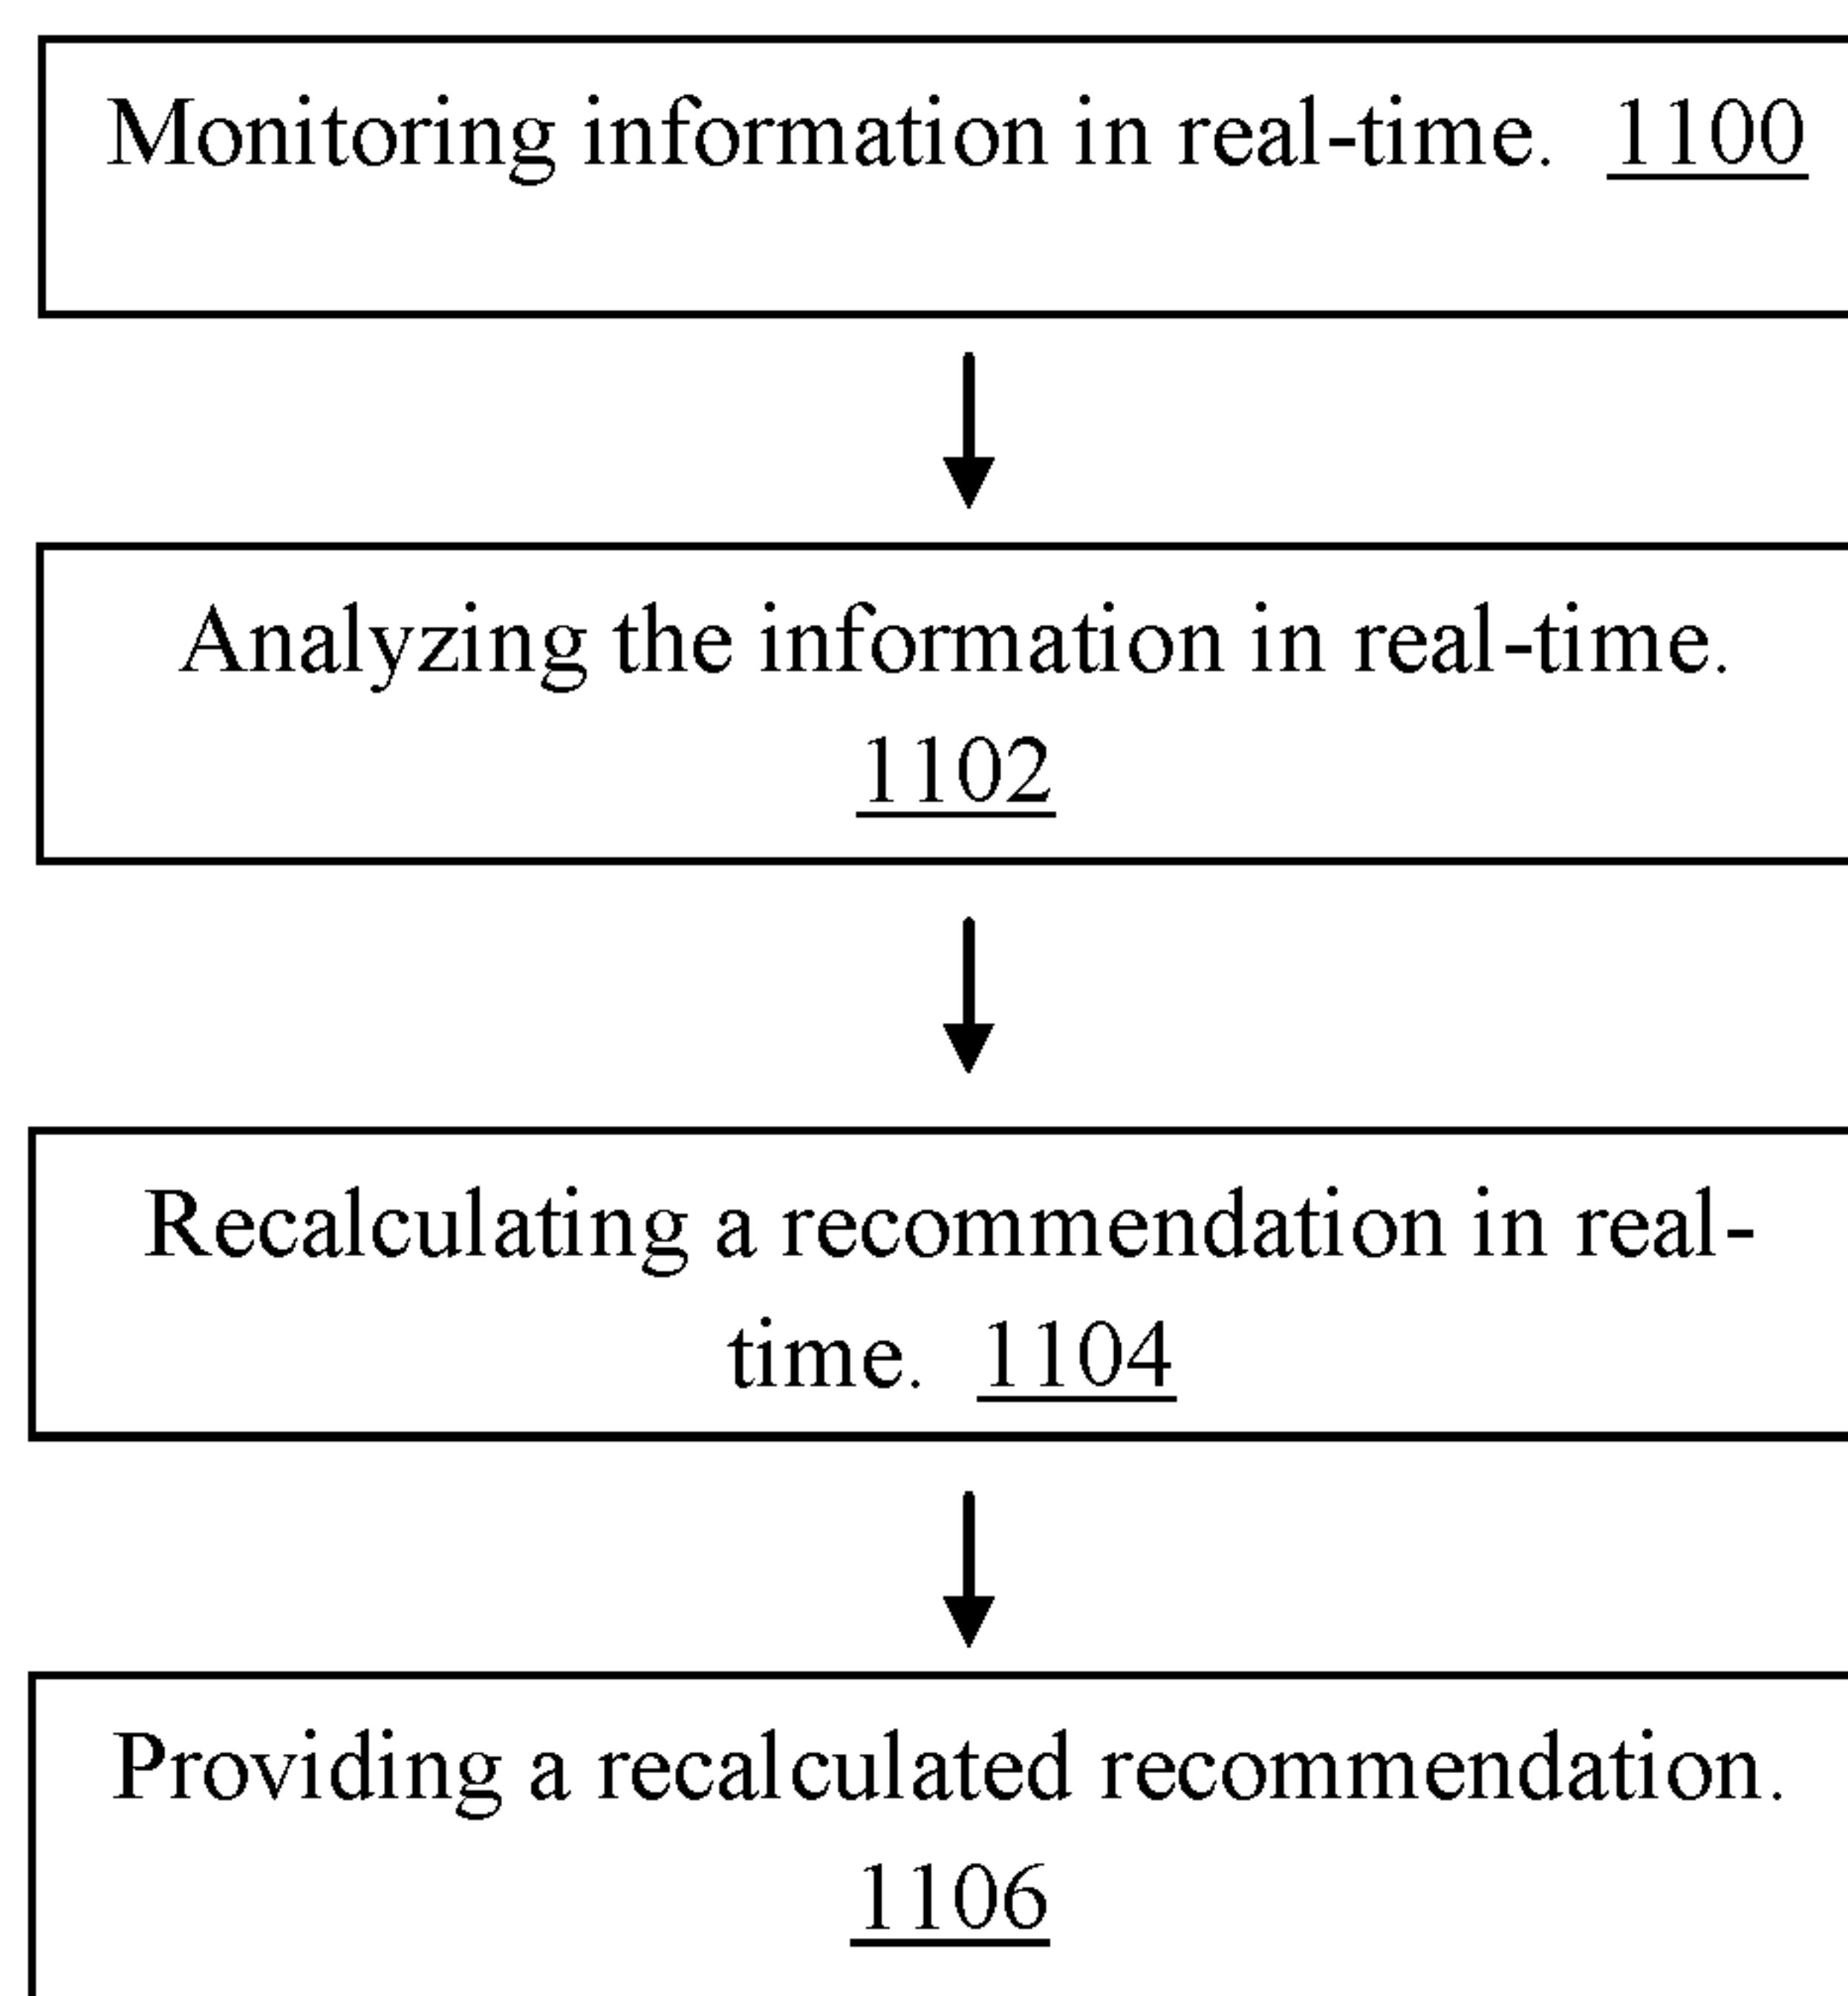 Monitoring information in real-time. 1100
Analyzing the information in real-time.
1102
Recalculating a recommendation in real-
time. 1104
Providing a recalculated recommendation.
1106